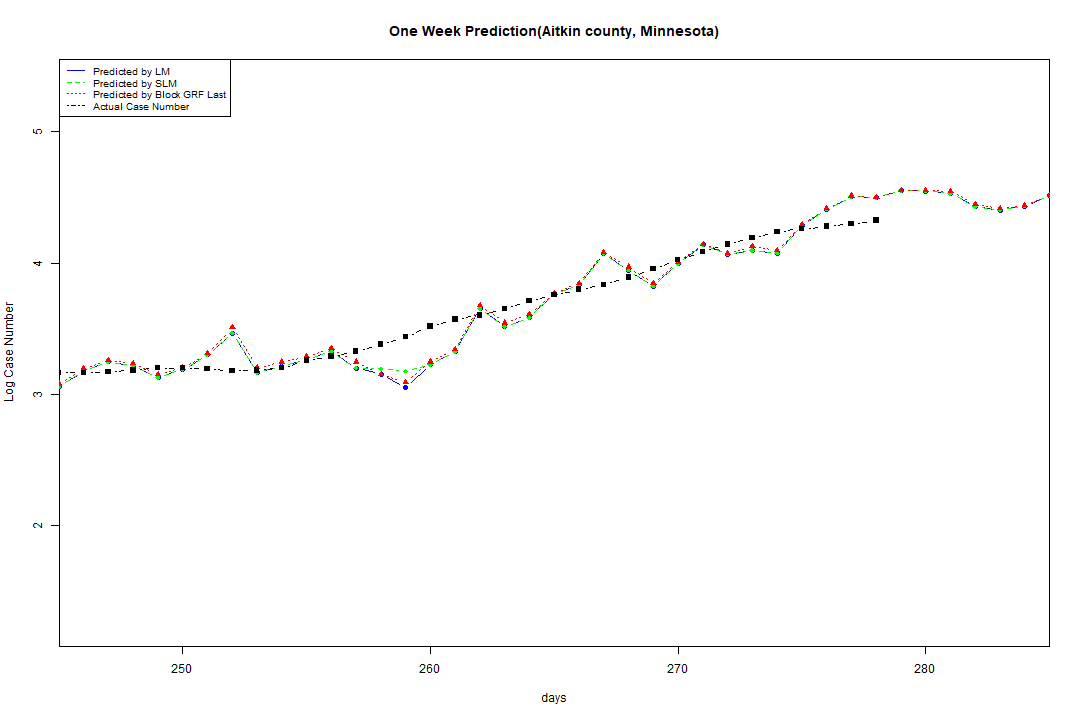 One Week Prediction(Aitkin county, Minnesota)
Predicted by LM
Predicted by SLM
Predicted by Block GRF Last
Actual Case Number
5
4
3
2
Log Case Number
250 260 270 280
days